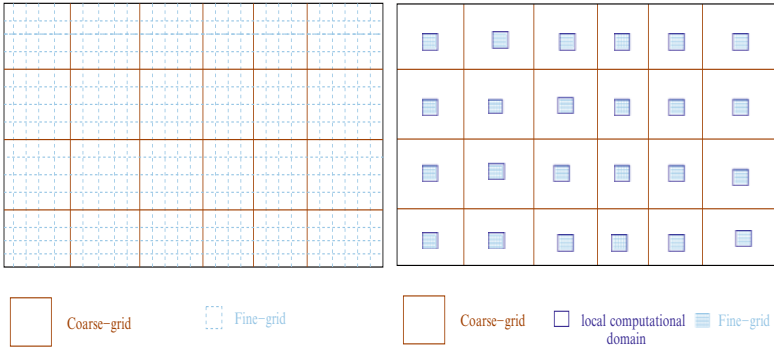 Coarse-grid
Fine-grid
Coarse-grid
local computational
domain
Fine-grid